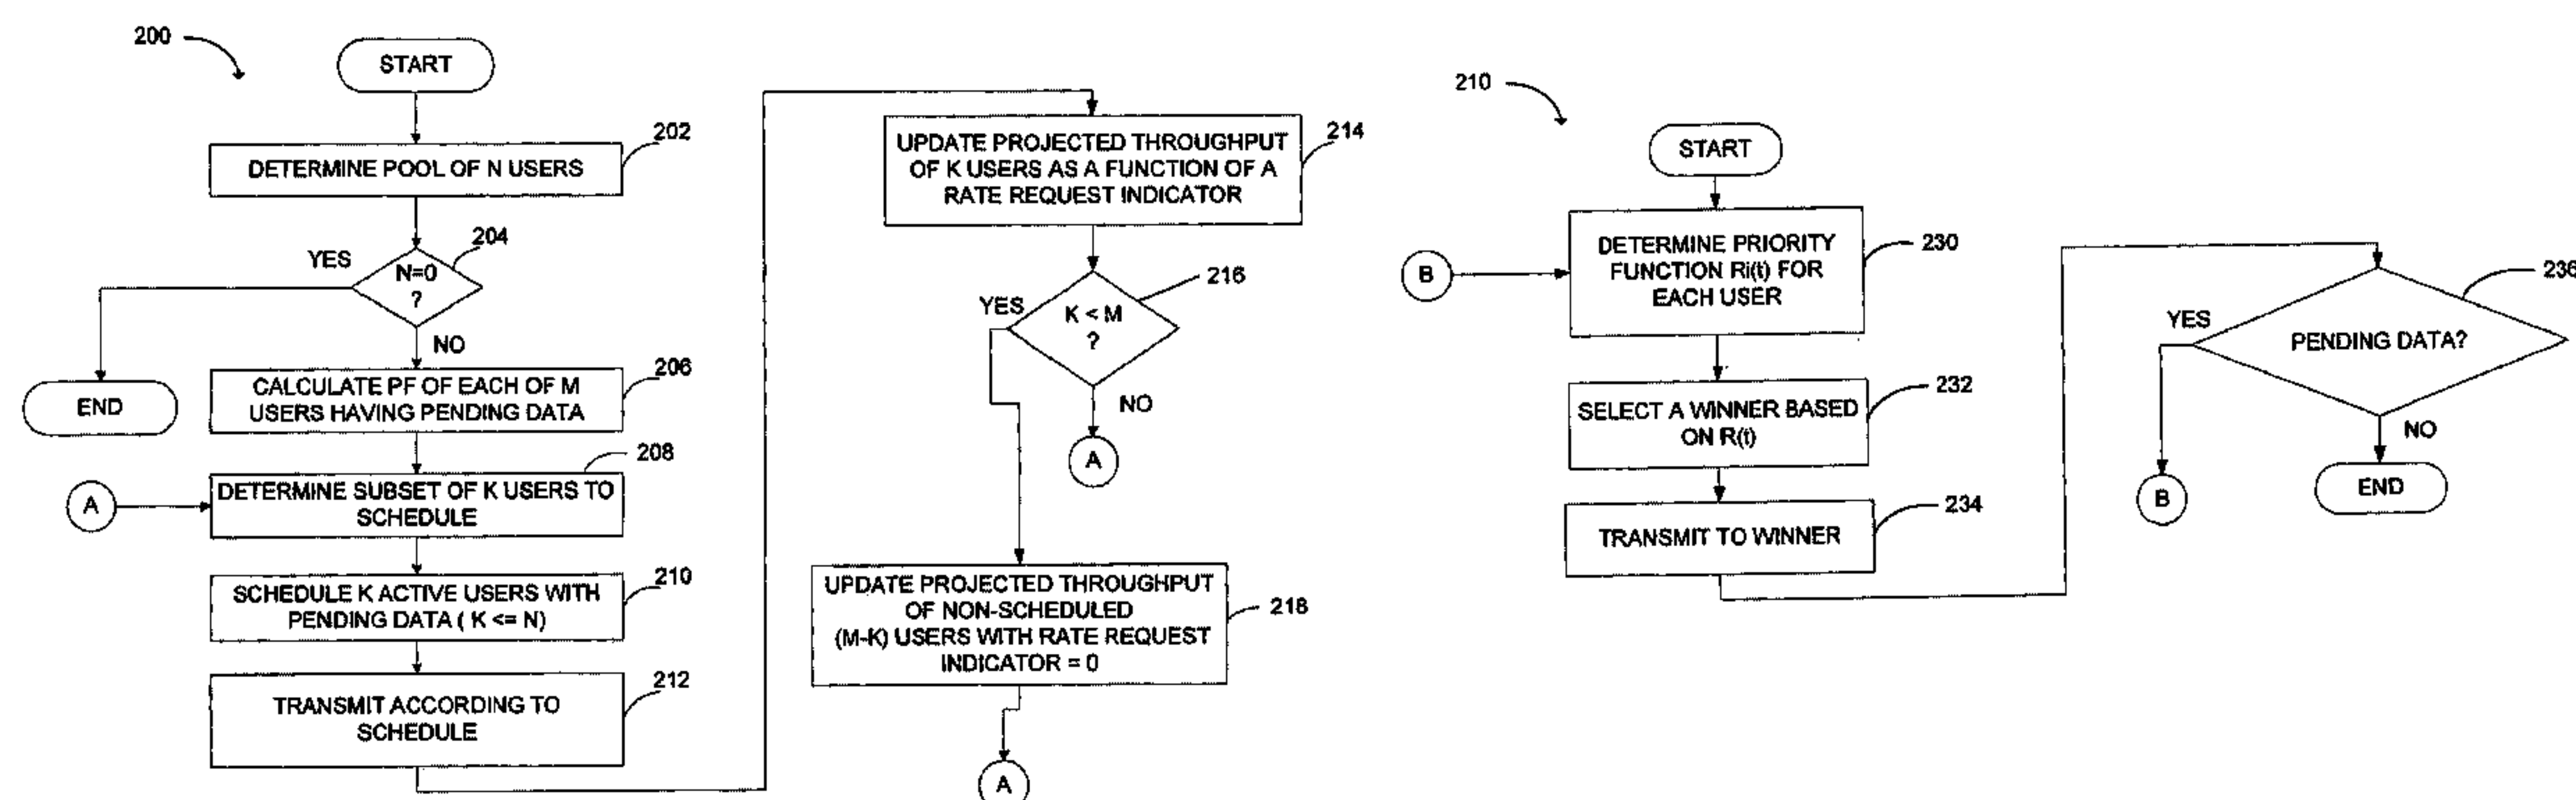 200
START
DETERMINE POOL OF N USERS
202
204
YES
N=0
?
NO
END
CALCULATE PF OF EACH OF M
USERS HAVING PENDING DATA
206
208
A
DETERMINE SUBSET OF K USERS TO
SCHEDULE
SCHEDULE K ACTIVE USERS WITH
PENDING DATA ( K <= N)
210
TRANSMIT ACCORDING TO
SCHEDULE
212
UPDATE PROJECTED THROUGHPUT
OF K USERS AS A FUNCTION OF A
RATE REQUEST INDICATOR
214
216
YES
K < M
?
NO
A
UPDATE PROJECTED THROUGHPUT
OF NON-SCHEDULED
(M-K) USERS WITH RATE REQUEST
INDICATOR = 0
218
A
210
START
B
DETERMINE PRIORITY
FUNCTION Ri(t) FOR
EACH USER
230
SELECT A WINNER BASED
ON R(t)
232
TRANSMIT TO WINNER
234
236
YES
PENDING DATA?
NO
B
END